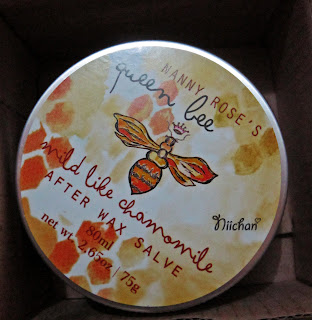 NANNY ROSE'S
queen bee
mild like chamomile
AFTER WAX SALVE
80ml
net. wt. 2.65oz | 75g
niichan